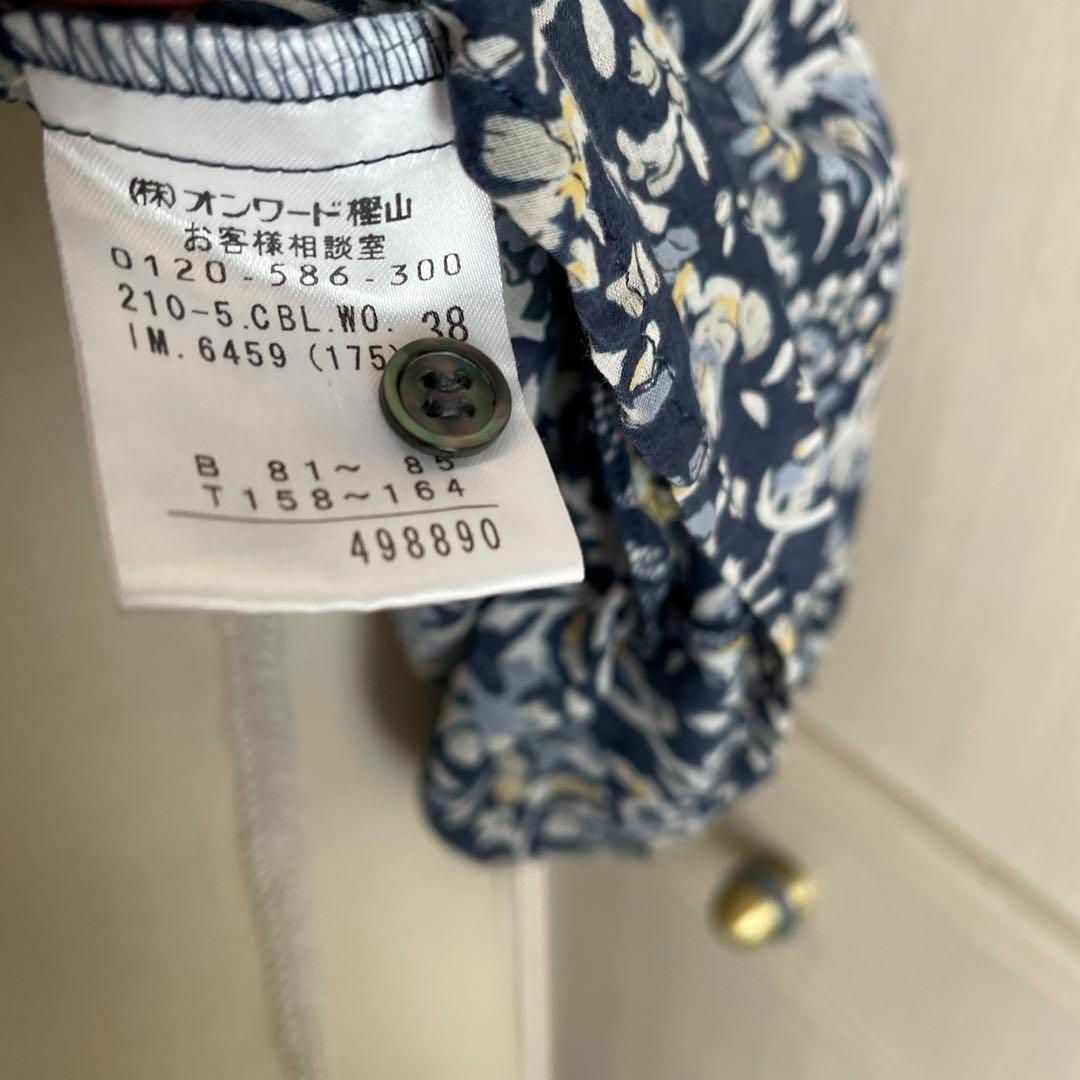 (株)オンワード樫山
お客様相談室
0120-586-300
210-5.CBL.WO. 38
IM.6459 (175)
B 81~ 85
T 158~164
498890